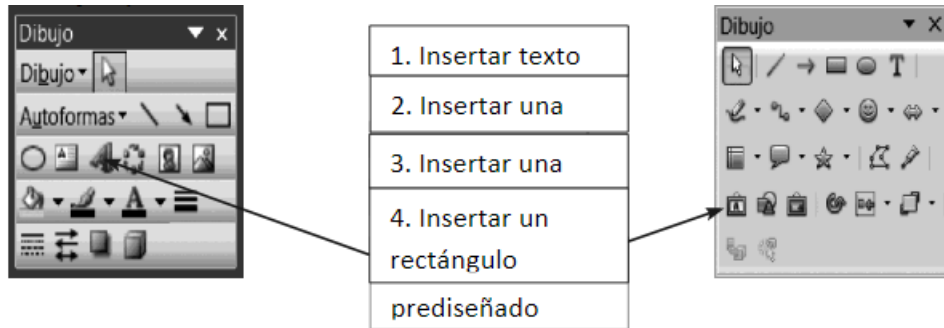 Dibujo
Dibujo
Autoformas
A
A
1. Insertar texto
2. Insertar una
3. Insertar una
4. Insertar un
rectángulo
prediseñado
Dibujo
T